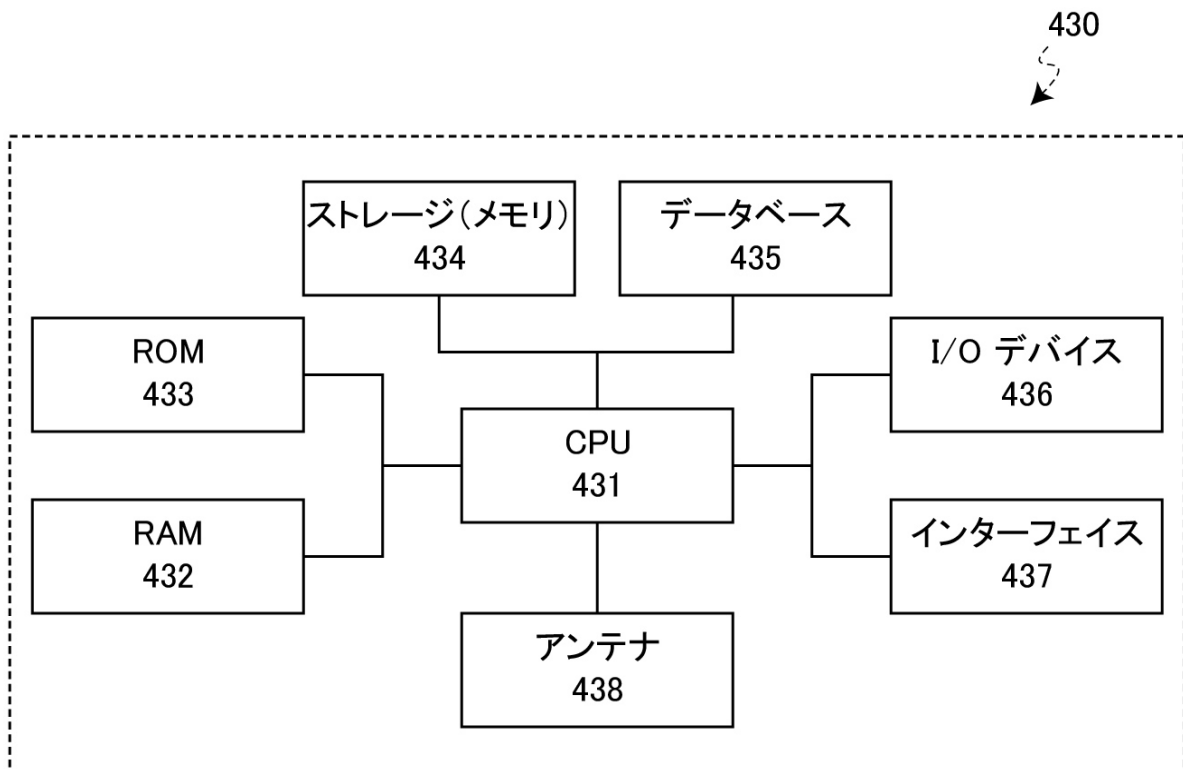 430
ストレージ(メモリ)
434
データベース
435
ROM
433
I/O デバイス
436
CPU
431
RAM
432
インターフェイス
437
アンテナ
438